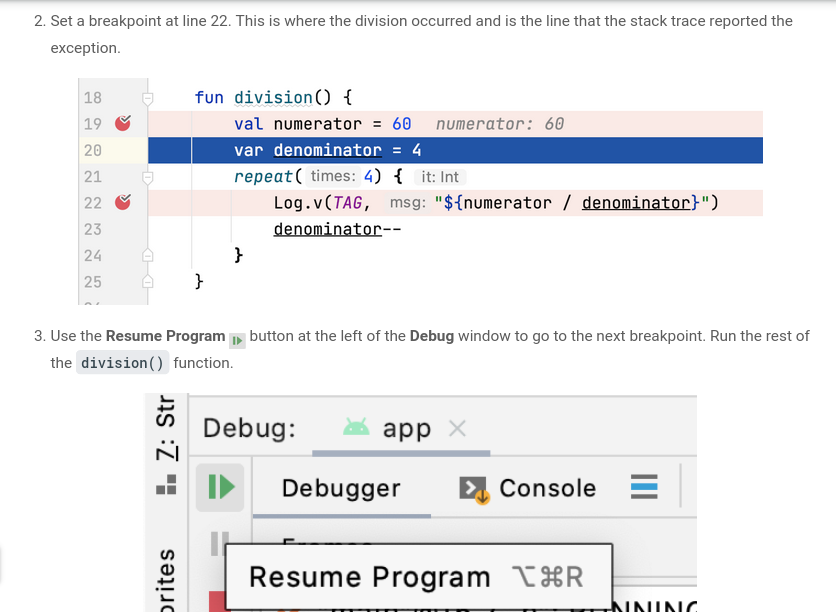 2. Set a breakpoint at line 22. This is where the division occurred and is the line that the stack trace reported the
exception.
18 fun division() {
19 val numerator = 60 numerator: 60
20 var denominator = 4
21 repeat( times: 4) { it: Int
22 Log.v(TAG, msg: "${numerator / denominator}")
23 denominator--
24 }
25 }
3. Use the Resume Program button at the left of the Debug window to go to the next breakpoint. Run the rest of
the division() function.
Z: Str
Debug: app
Debugger Console
Frames
orites
Resume Program ⌥⌘R